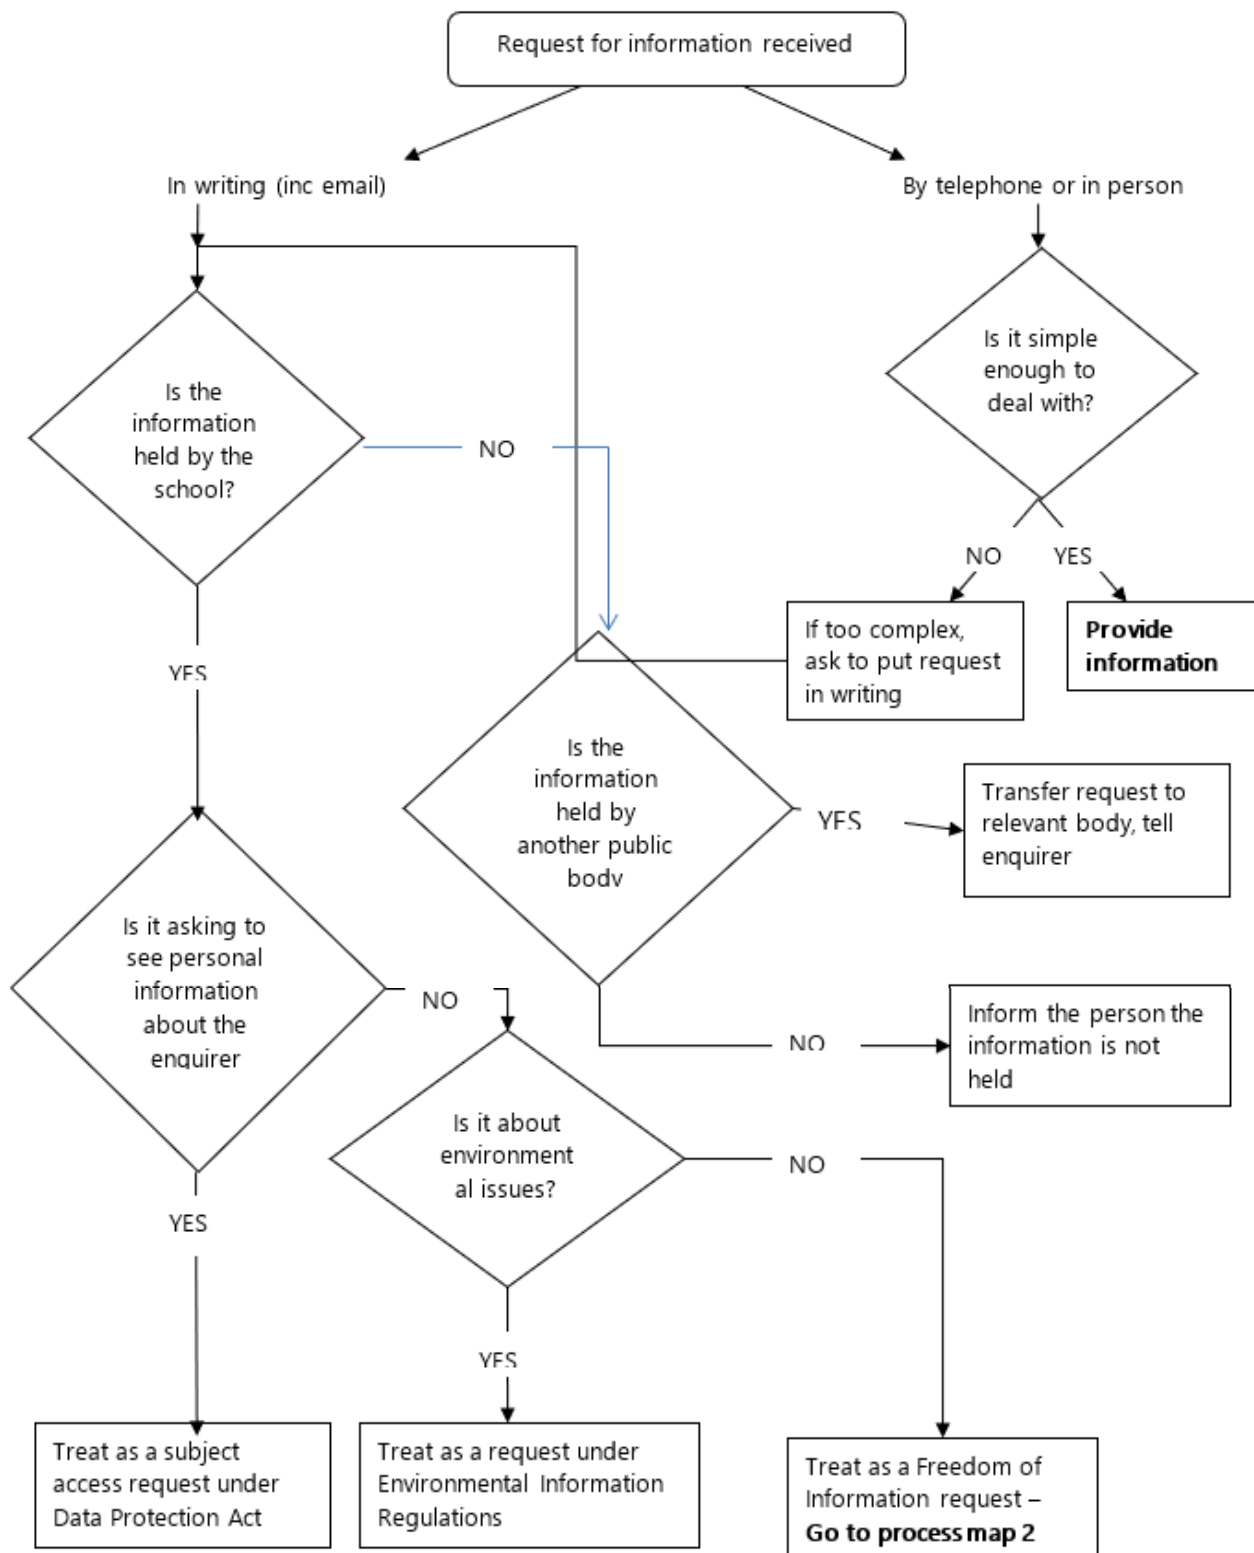 Request for information received
In writing (inc email)
By telephone or in person
Is it simple
enough to
deal with?
Is the
information
held by the
school?
NO
NO
YES
If too complex,
ask to put request
in writing
Provide
information
YES
Is the
information
held by
another public
body
YES
Transfer request to
relevant body, tell
enquirer
Is it asking to
see personal
information
about the
enquirer
NO
Inform the person the
information is not
held
NO
Is it about
environment
al issues?
NO
YES
YES
Treat as a subject
access request under
Data Protection Act
Treat as a request under
Environmental Information
Regulations
Treat as a Freedom of
Information request –
Go to process map 2